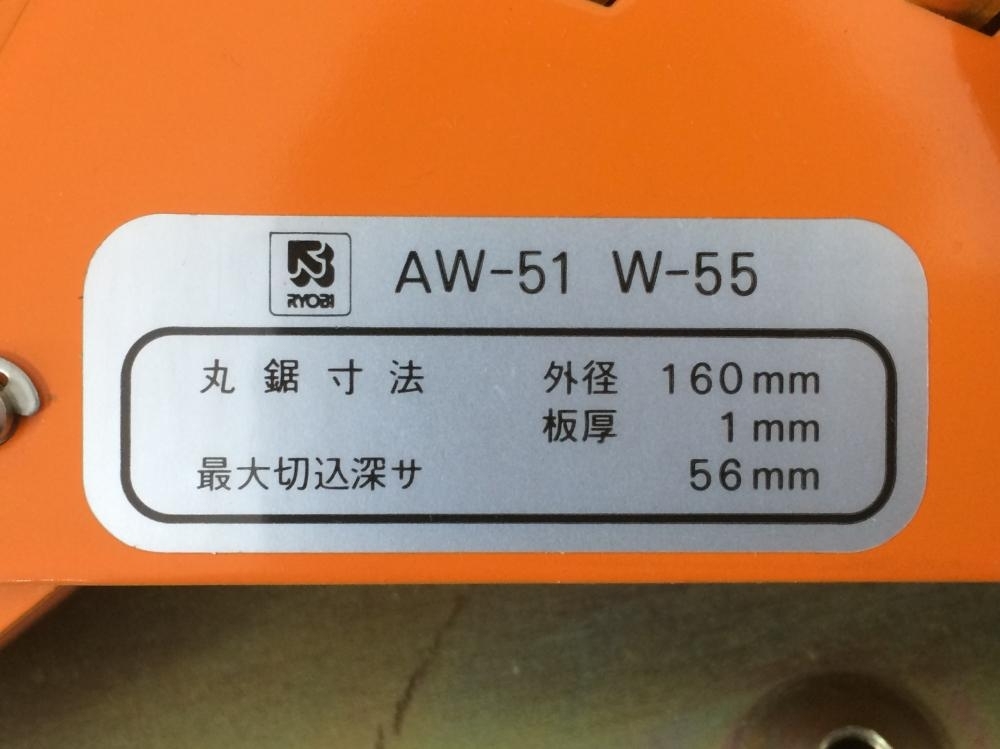 RYOBI AW-51 W-55
丸鋸寸法 外径 160mm
板厚 1mm
最大切込深サ 56mm